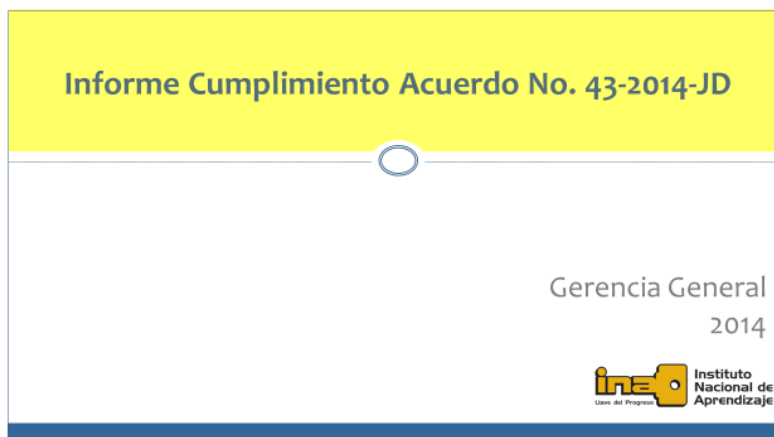 Informe Cumplimiento Acuerdo No. 43-2014-JD
Gerencia General
2014
ina
Llave del Progreso
Instituto
Nacional de
Aprendizaje